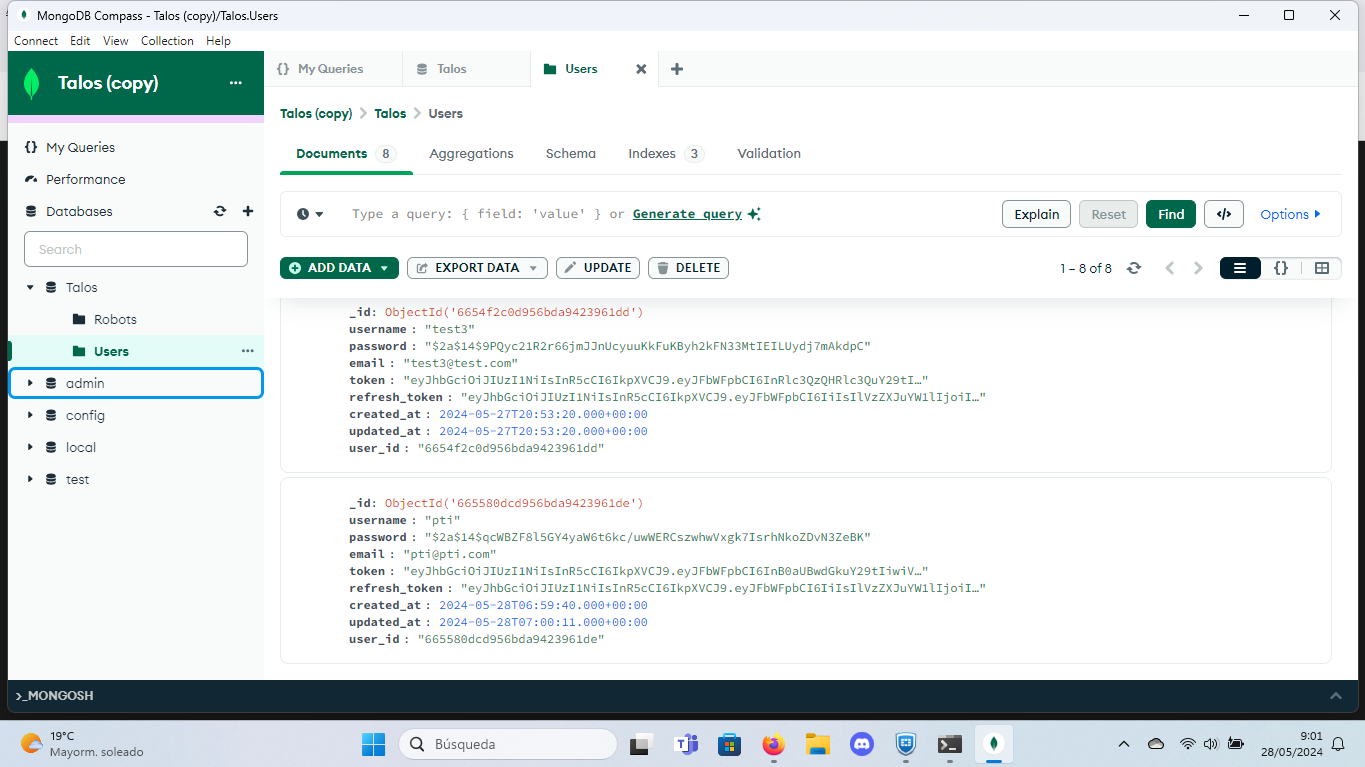 MongoDB Compass - Talos (copy)/Talos.Users
Connect Edit View Collection Help
Talos (copy)
My Queries
Performance
Databases
Search
Talos
Robots
Users
admin
config
local
test
{} My Queries
Talos
Users
Talos (copy) > Talos > Users
Documents 8 Aggregations Schema Indexes 3 Validation
Type a query: { field: 'value' } or Generate query
Explain Reset Find </> Options
ADD DATA EXPORT DATA UPDATE DELETE
1 – 8 of 8
_id: ObjectId('6654f2c0d956bda9423961dd')
username : "test3"
password : "$2a$14$9PQyc21R2r66jmJJnUcyuuKkFuKByh2kFN33MtIEILUydj7mAkdpC"
email : "test3@test.com"
token : "eyJhbGciOiJIUzI1NiIsInR5cCI6IkpXVCJ9.eyJFbWFpbCI6InRlc3QzQHRlc3QuY29tI…"
refresh_token : "eyJhbGciOiJIUzI1NiIsInR5cCI6IkpXVCJ9.eyJFbWFpbCI6IiIsIlVzZXJuYW1lIjoiI…"
created_at : 2024-05-27T20:53:20.000+00:00
updated_at : 2024-05-27T20:53:20.000+00:00
user_id : "6654f2c0d956bda9423961dd"
_id: ObjectId('665580dcd956bda9423961de')
username : "pti"
password : "$2a$14$qcWBZF8l5GY4yaW6t6kc/uwWERCszwhwVxgk7IsrhNkoZDvN3ZeBK"
email : "pti@pti.com"
token : "eyJhbGciOiJIUzI1NiIsInR5cCI6IkpXVCJ9.eyJFbWFpbCI6InB0aUBwdGkuY29tIiwiV…"
refresh_token : "eyJhbGciOiJIUzI1NiIsInR5cCI6IkpXVCJ9.eyJFbWFpbCI6IiIsIlVzZXJuYW1lIjoiI…"
created_at : 2024-05-28T06:59:40.000+00:00
updated_at : 2024-05-28T07:00:11.000+00:00
user_id : "665580dcd956bda9423961de"
>_MONGOSH
19°C
Mayorm. soleado
Búsqueda
9:01
28/05/2024